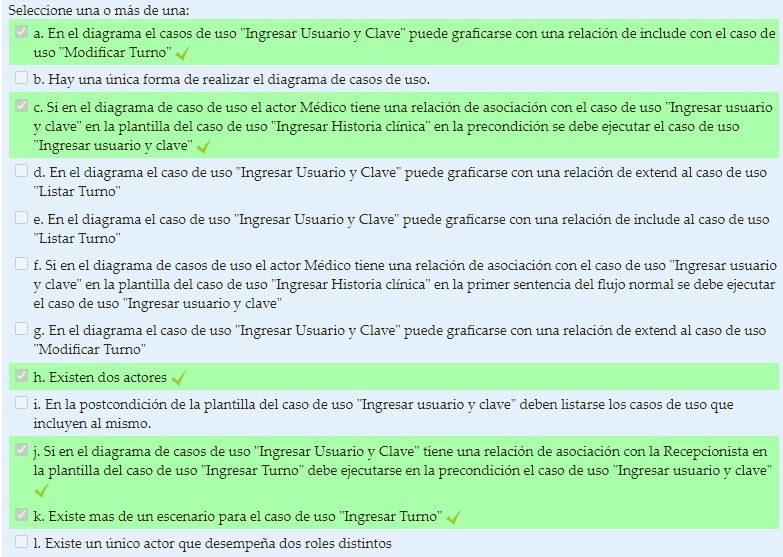 Seleccione una o más de una:
a. En el diagrama el casos de uso "Ingresar Usuario y Clave" puede graficarse con una relación de include con el caso de
uso "Modificar Turno"
b. Hay una única forma de realizar el diagrama de casos de uso.
c. Si en el diagrama de caso de uso el actor Médico tiene una relación de asociación con el caso de uso "Ingresar usuario
y clave" en la plantilla del caso de uso "Ingresar Historia clínica" en la precondición se debe ejecutar el caso de uso
"Ingresar usuario y clave"
d. En el diagrama el caso de uso "Ingresar Usuario y Clave" puede graficarse con una relación de extend al caso de uso
"Listar Turno"
e. En el diagrama el caso de uso "Ingresar Usuario y Clave" puede graficarse con una relación de include al caso de uso
"Listar Turno"
f. Si en el diagrama de casos de uso el actor Médico tiene una relación de asociación con el caso de uso "Ingresar usuario
y clave" en la plantilla del caso de uso "Ingresar Historia clínica" en la primer sentencia del flujo normal se debe ejecutar
el caso de uso "Ingresar usuario y clave"
g. En el diagrama el caso de uso "Ingresar Usuario y Clave" puede graficarse con una relación de extend al caso de uso
"Modificar Turno"
h. Existen dos actores
i. En la postcondición de la plantilla del caso de uso "Ingresar usuario y clave" deben listarse los casos de uso que
incluyen al mismo.
j. Si en el diagrama de casos de uso "Ingresar Usuario y Clave" tiene una relación de asociación con la Recepcionista en
la plantilla del caso de uso "Ingresar Turno" debe ejecutarse en la precondición el caso de uso "Ingresar usuario y clave"
k. Existe mas de un escenario para el caso de uso "Ingresar Turno"
l. Existe un único actor que desempeña dos roles distintos